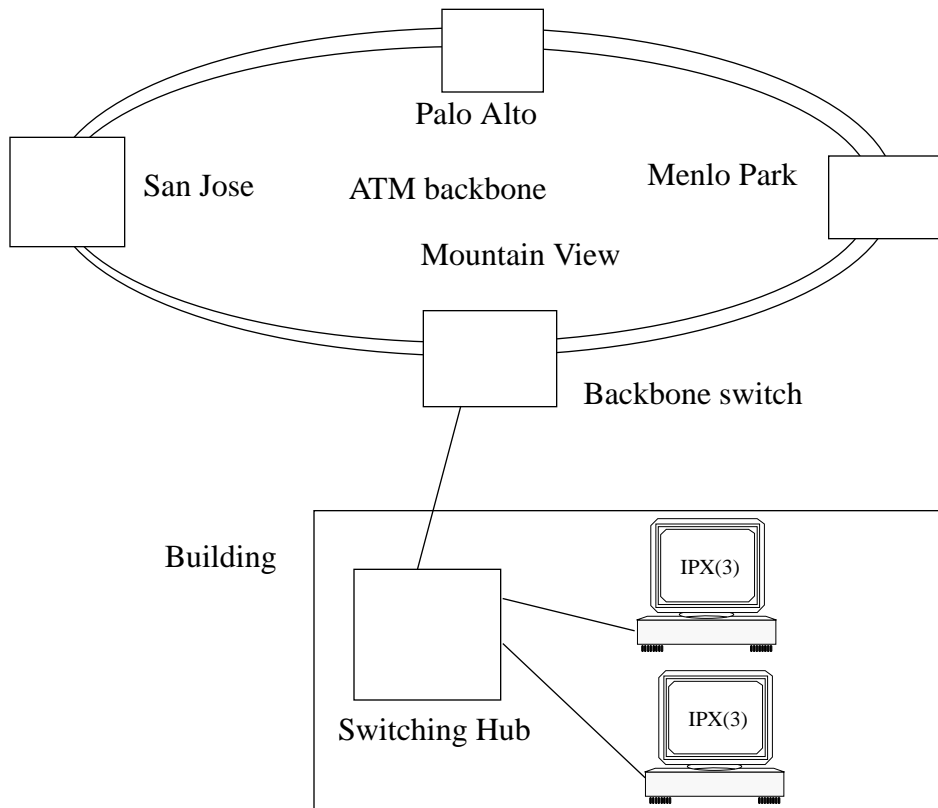 Palo Alto
San Jose
ATM backbone
Menlo Park
Mountain View
Backbone switch
Building
IPX(3)
IPX(3)
Switching Hub